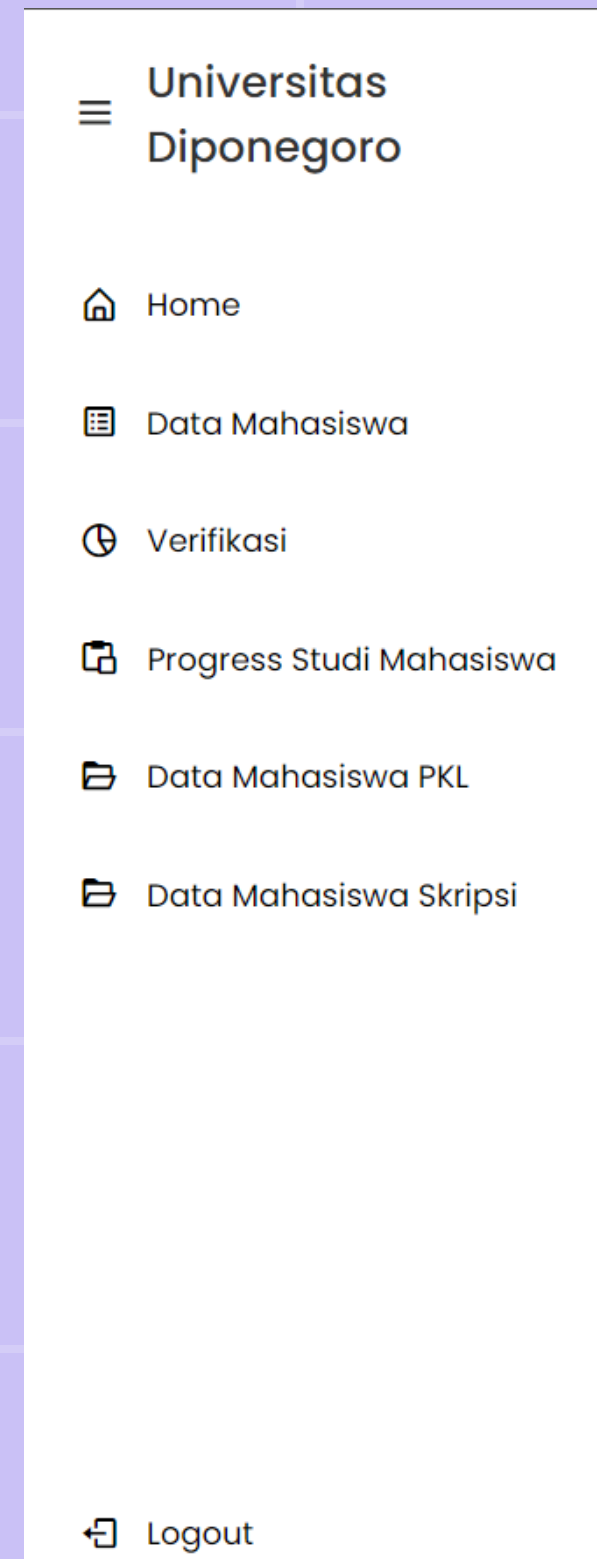 Universitas
Diponegoro
Home
Data Mahasiswa
Verifikasi
Progress Studi Mahasiswa
Data Mahasiswa PKL
Data Mahasiswa Skripsi
Logout